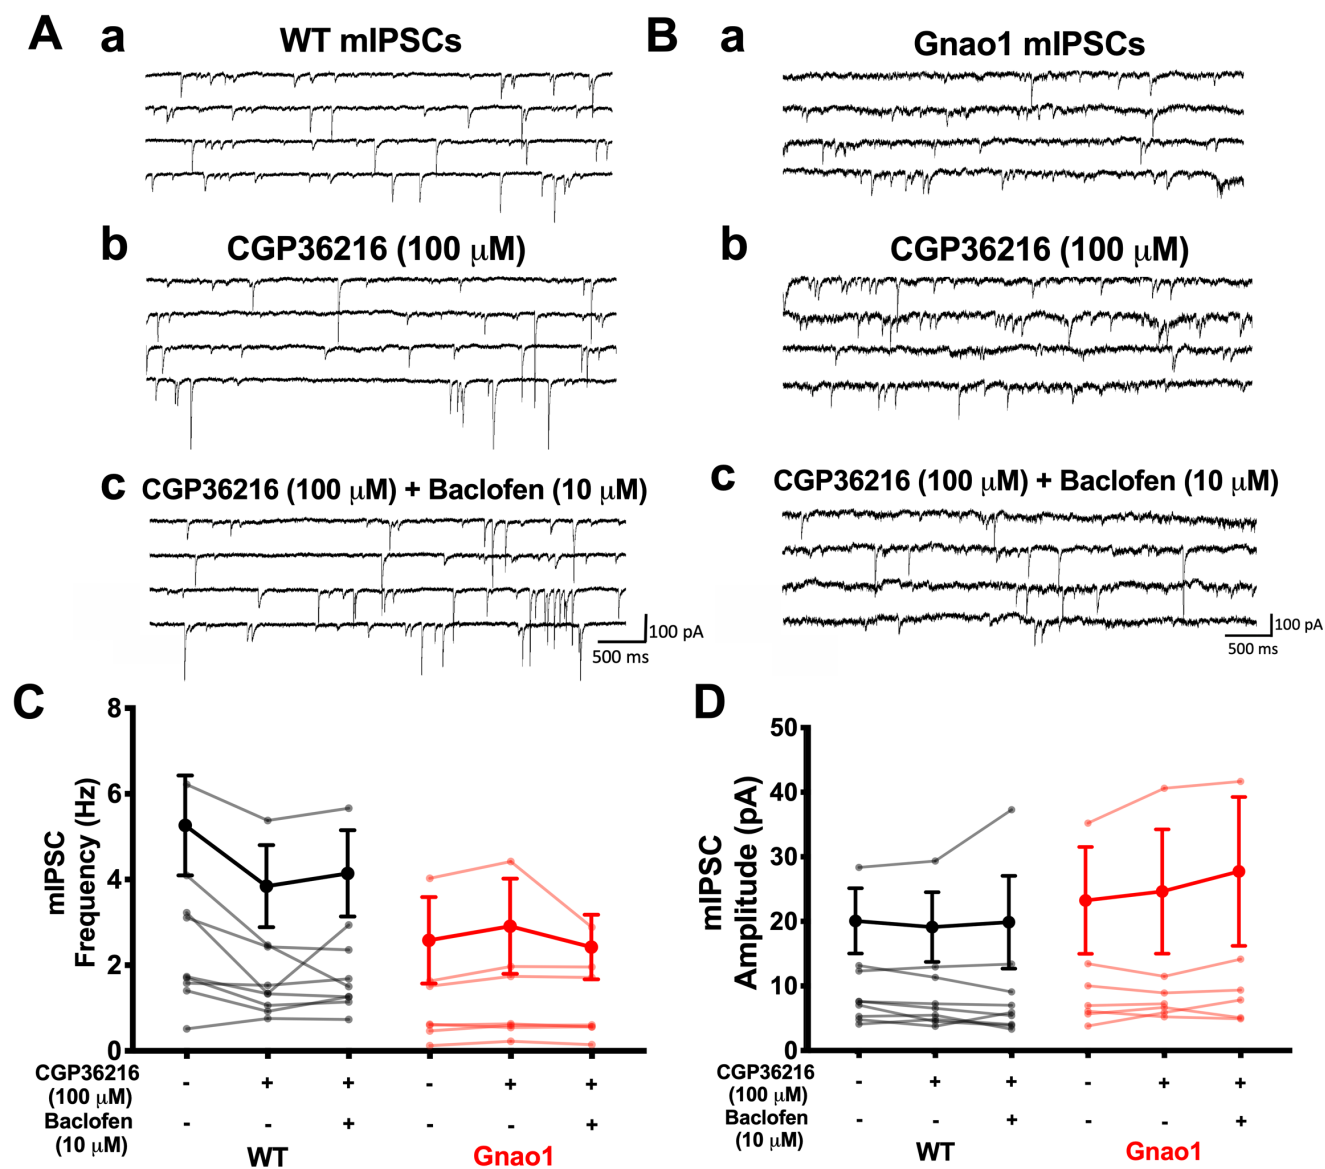 A a WT mIPSCs
B a Gnao1 mIPSCs
b CGP36216 (100 μM)
b CGP36216 (100 μM)
c CGP36216 (100 μM) + Baclofen (10 μM)
100 pA
500 ms
c CGP36216 (100 μM) + Baclofen (10 μM)
100 pA
500 ms
C
mIPSC
Frequency (Hz)
8
6
4
2
0
CGP36216
(100 μM)
- + + - + +
Baclofen
(10 μM)
- - + - - +
WT Gnao1
D
mIPSC
Amplitude (pA)
50
40
30
20
10
0
CGP36216
(100 μM)
- + + - + +
Baclofen
(10 μM)
- - + - - +
WT Gnao1